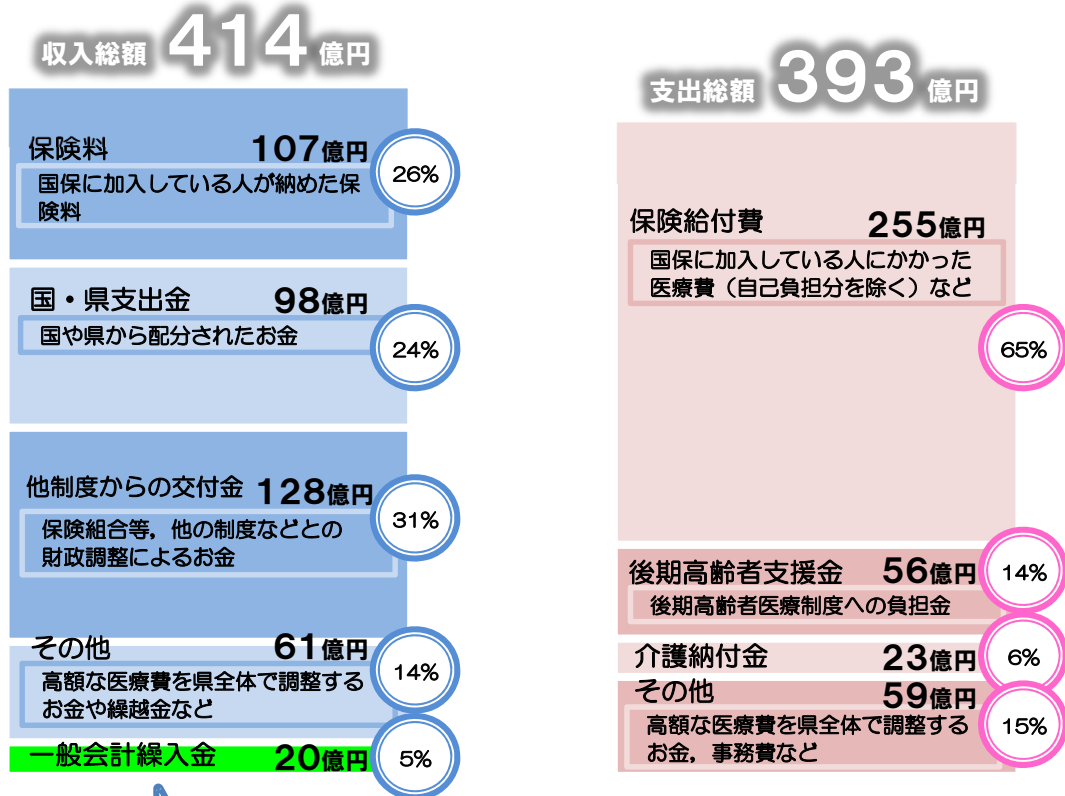 収入総額 414 億円
保険料 107億円
26%
国保に加入している人が納めた保
険料
国・県支出金 98億円
国や県から配分されたお金
24%
他制度からの交付金 128億円
31%
保険組合等，他の制度などとの
財政調整によるお金
その他 61億円
14%
高額な医療費を県全体で調整する
お金や繰越金など
一般会計繰入金 20億円
5%
支出総額 393 億円
保険給付費 255億円
国保に加入している人にかかった
医療費（自己負担分を除く）など
65%
後期高齢者支援金 56億円
14%
後期高齢者医療制度への負担金
介護納付金 23億円
6%
その他 59億円
15%
高額な医療費を県全体で調整する
お金，事務費など